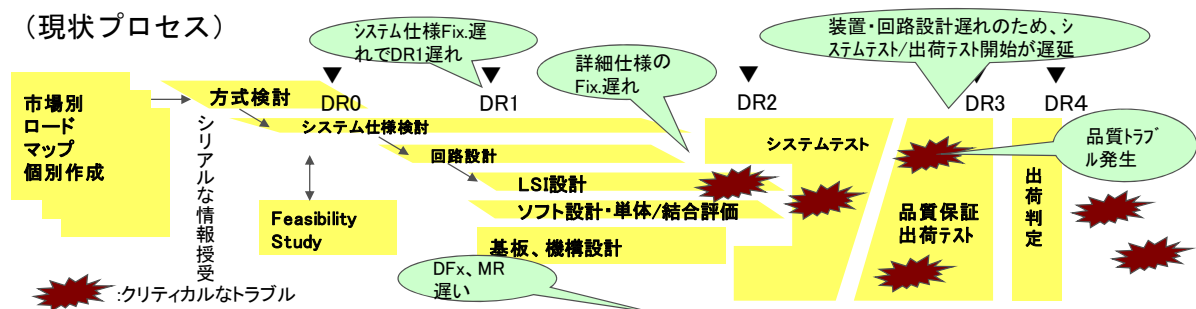 （現状プロセス）
システム仕様Fix.遅
れでDR1遅れ
装置・回路設計遅れのため、シ
ステムテスト/出荷テスト開始が遅延
詳細仕様の
Fix.遅れ
市場別
ロード
マップ
個別作成
方式検討
DR0
DR1
DR2
DR3
DR4
シリアルな情報授受
システム仕様検討
回路設計
LSI設計
ソフト設計・単体/結合評価
基板、機構設計
Feasibility
Study
システムテスト
品質トラブ
ル発生
品質保証
出荷テスト
出荷判定
DFx、MR
遅い
:クリティカルなトラブル